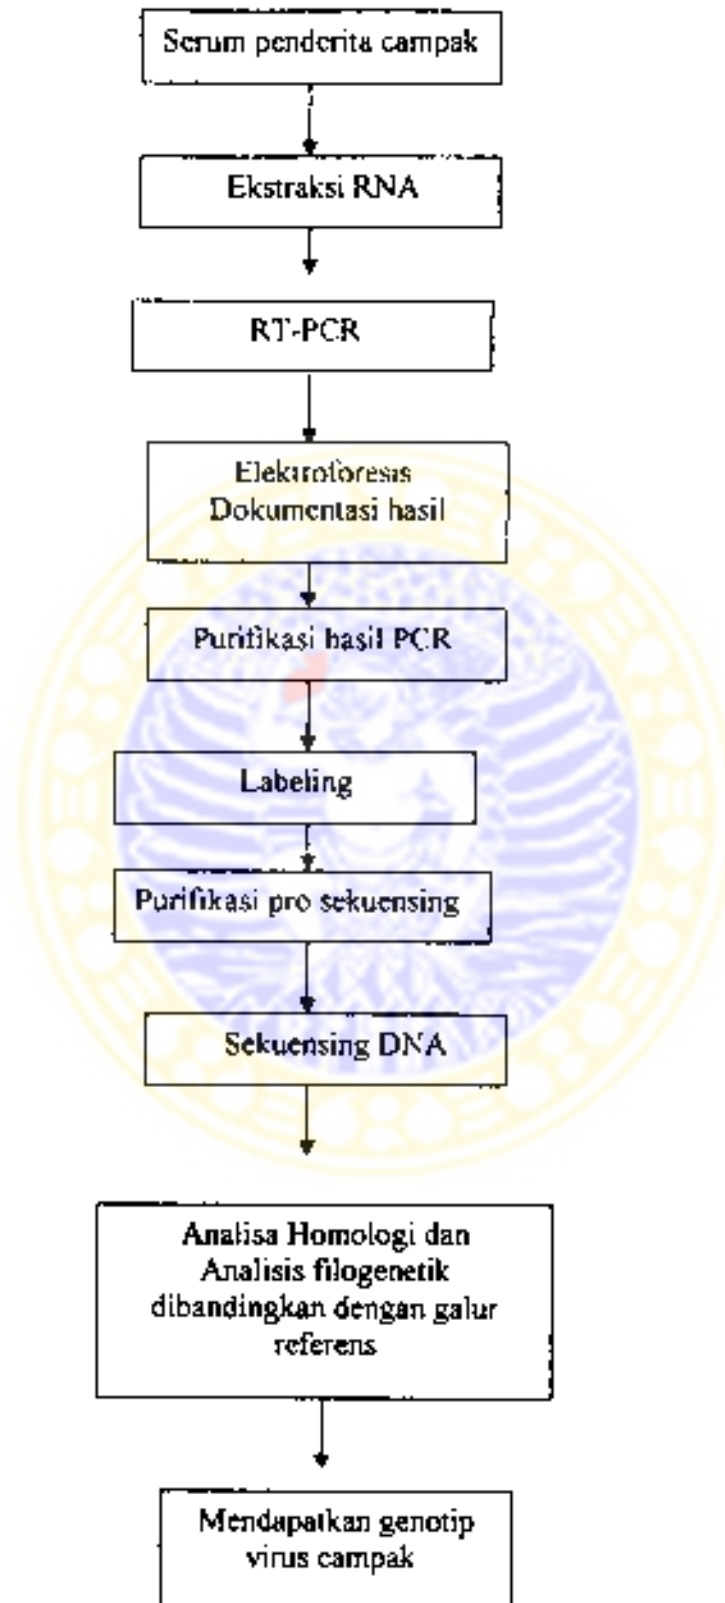 Serum penderita campak
Ekstraksi RNA
RT-PCR
Elektroforesis
Dokumentasi hasil
Purifikasi hasil PCR
Labeling
Purifikasi pro sekuensing
Sekuensing DNA
Analisa Homologi dan
Analisis filogenetik
dibandingkan dengan galur
referens
Mendapatkan genotip
virus campak